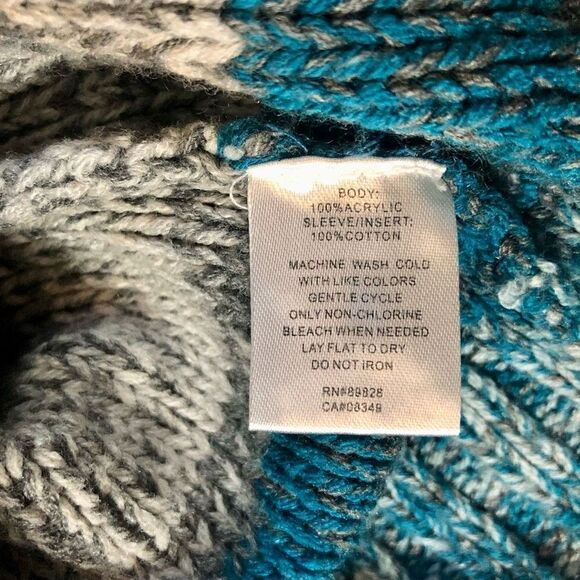 BODY:
100%ACRYLIC
SLEEVE/INSERT:
100%COTTON
MACHINE WASH COLD
WITH LIKE COLORS
GENTLE CYCLE
ONLY NON-CHLORINE
BLEACH WHEN NEEDED
LAY FLAT TO DRY
DO NOT IRON
RN#89828
CA#08349